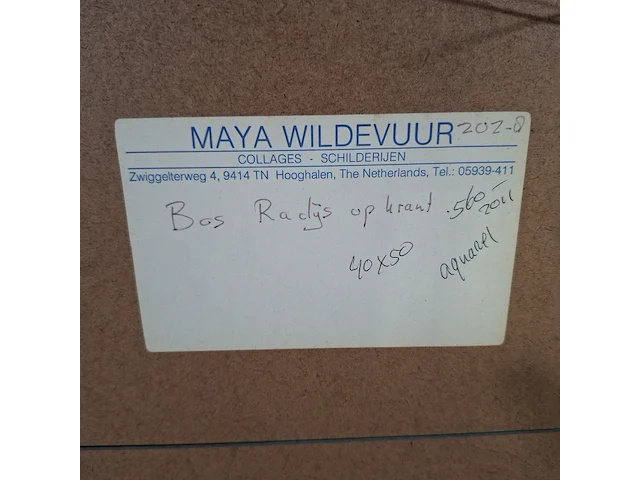 MAYA WILDEVUUR 202-0
COLLAGES - SCHILDERIJEN
Zwiggelterweg 4, 9414 TN Hooghalen, The Netherlands, Tel.: 05939-411
Bos Radijs op krant .560,-
2011
40x50
aquarel